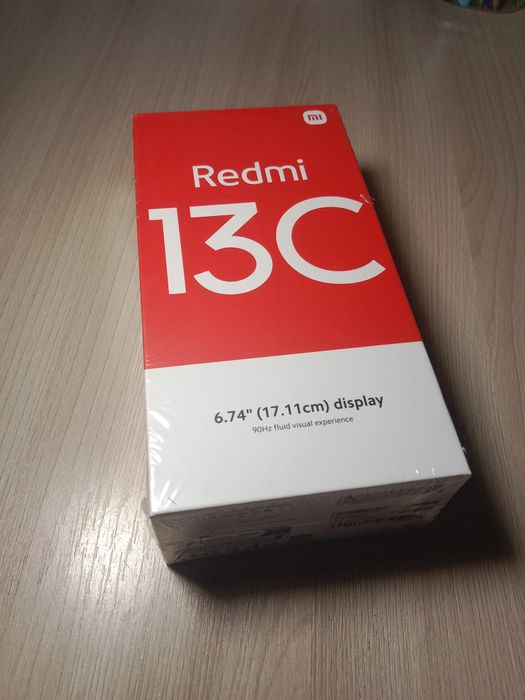 mi
Redmi
13C
6.74" (17.11cm) display
90Hz fluid visual experience